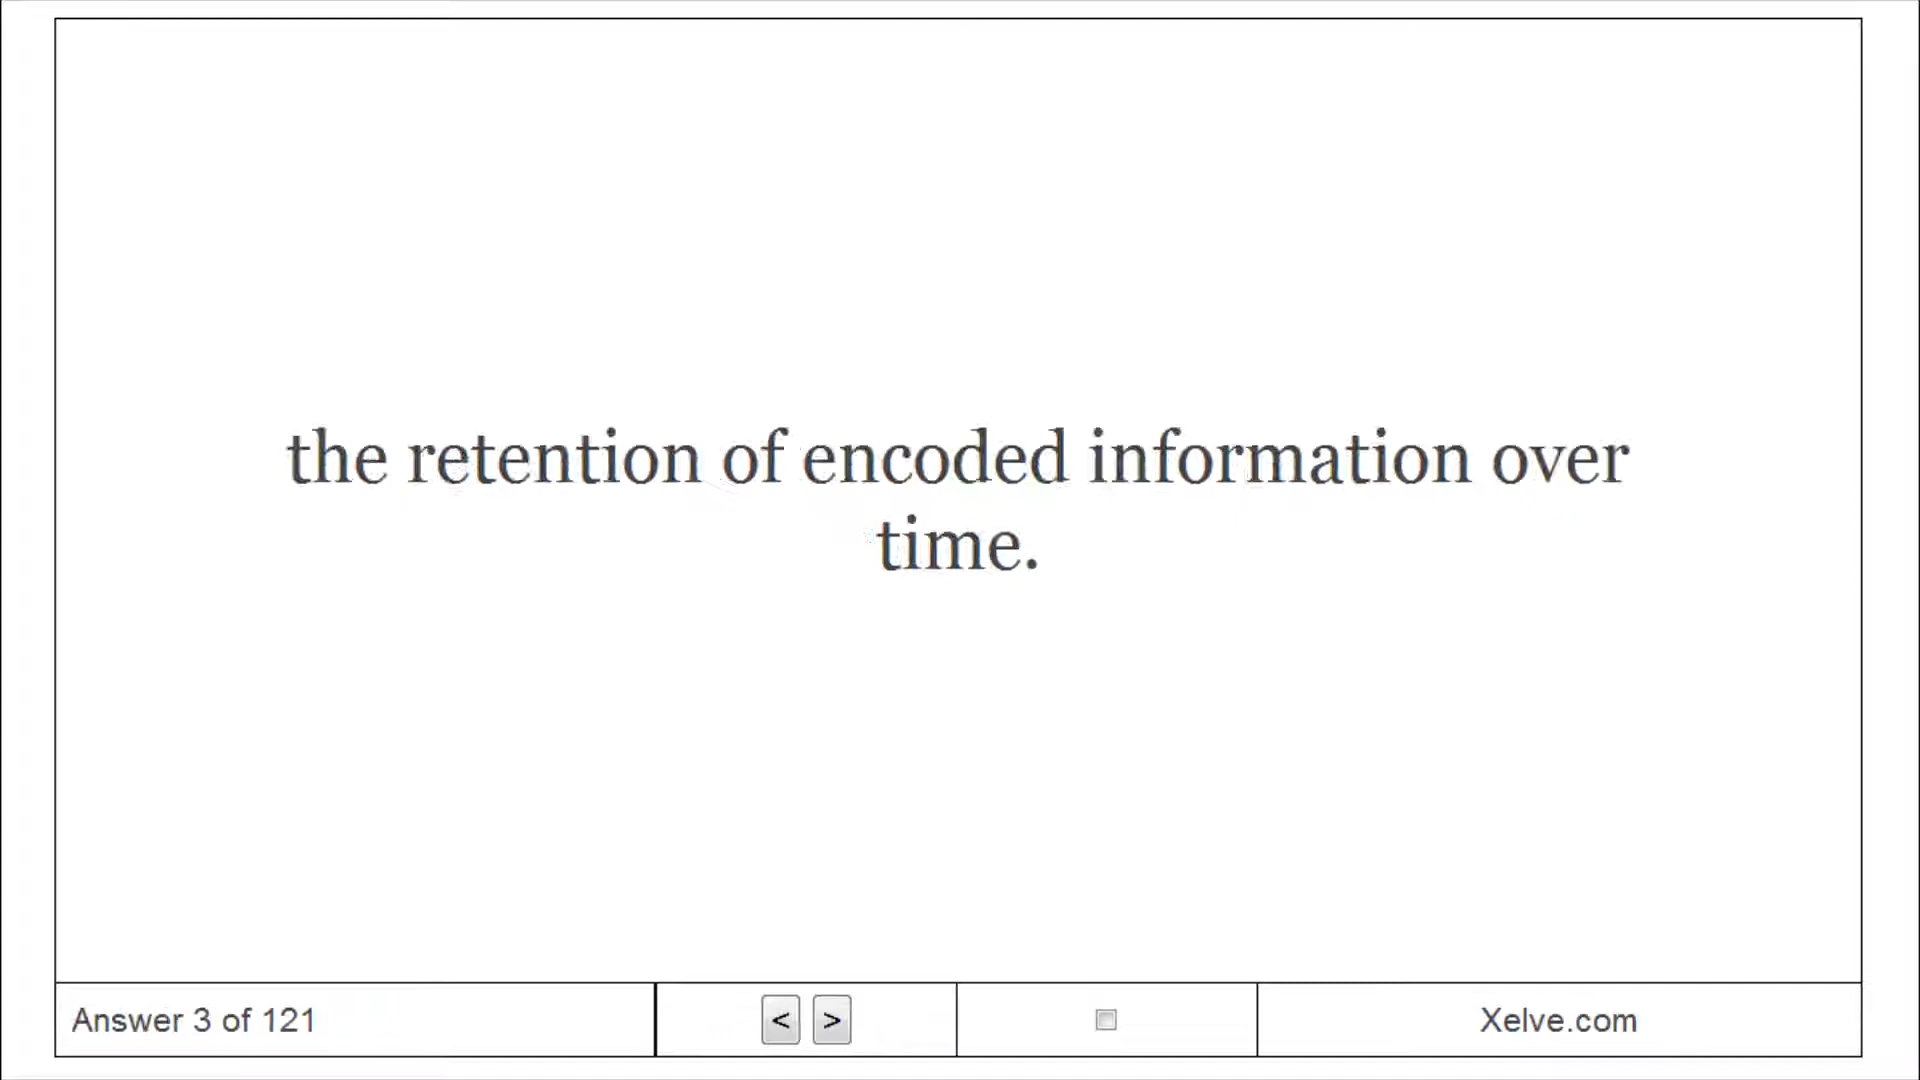 the retention of encoded information over
time.
Answer 3 of 121
< >
Xelve.com